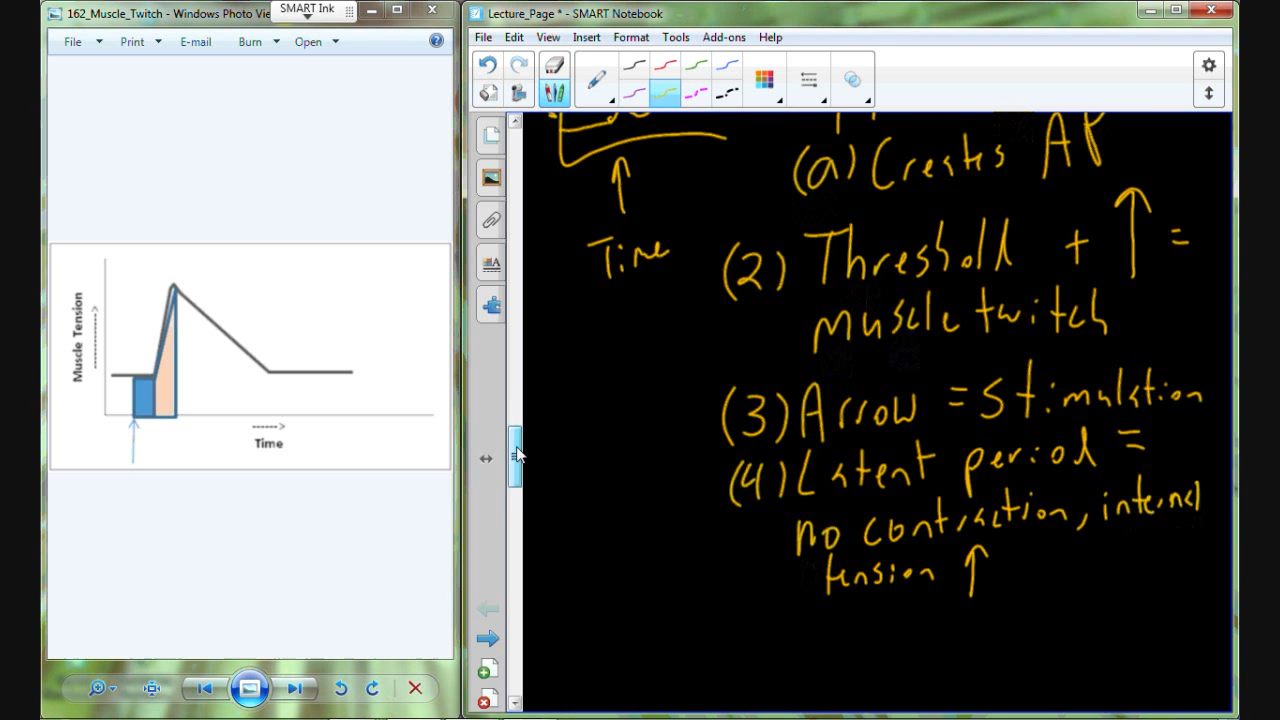 162_Muscle_Twitch - Windows Photo Vie
SMART Ink
File Print E-mail Burn Open
Muscle Tension
---->
---->
Time
Lecture_Page * - SMART Notebook
File Edit View Insert Format Tools Add-ons Help
Time
(a) Creates AP
(2) Threshold + ↑ =
muscle twitch
(3) Arrow = stimulation
(4) Latent period =
no contraction, internal
tension ↑